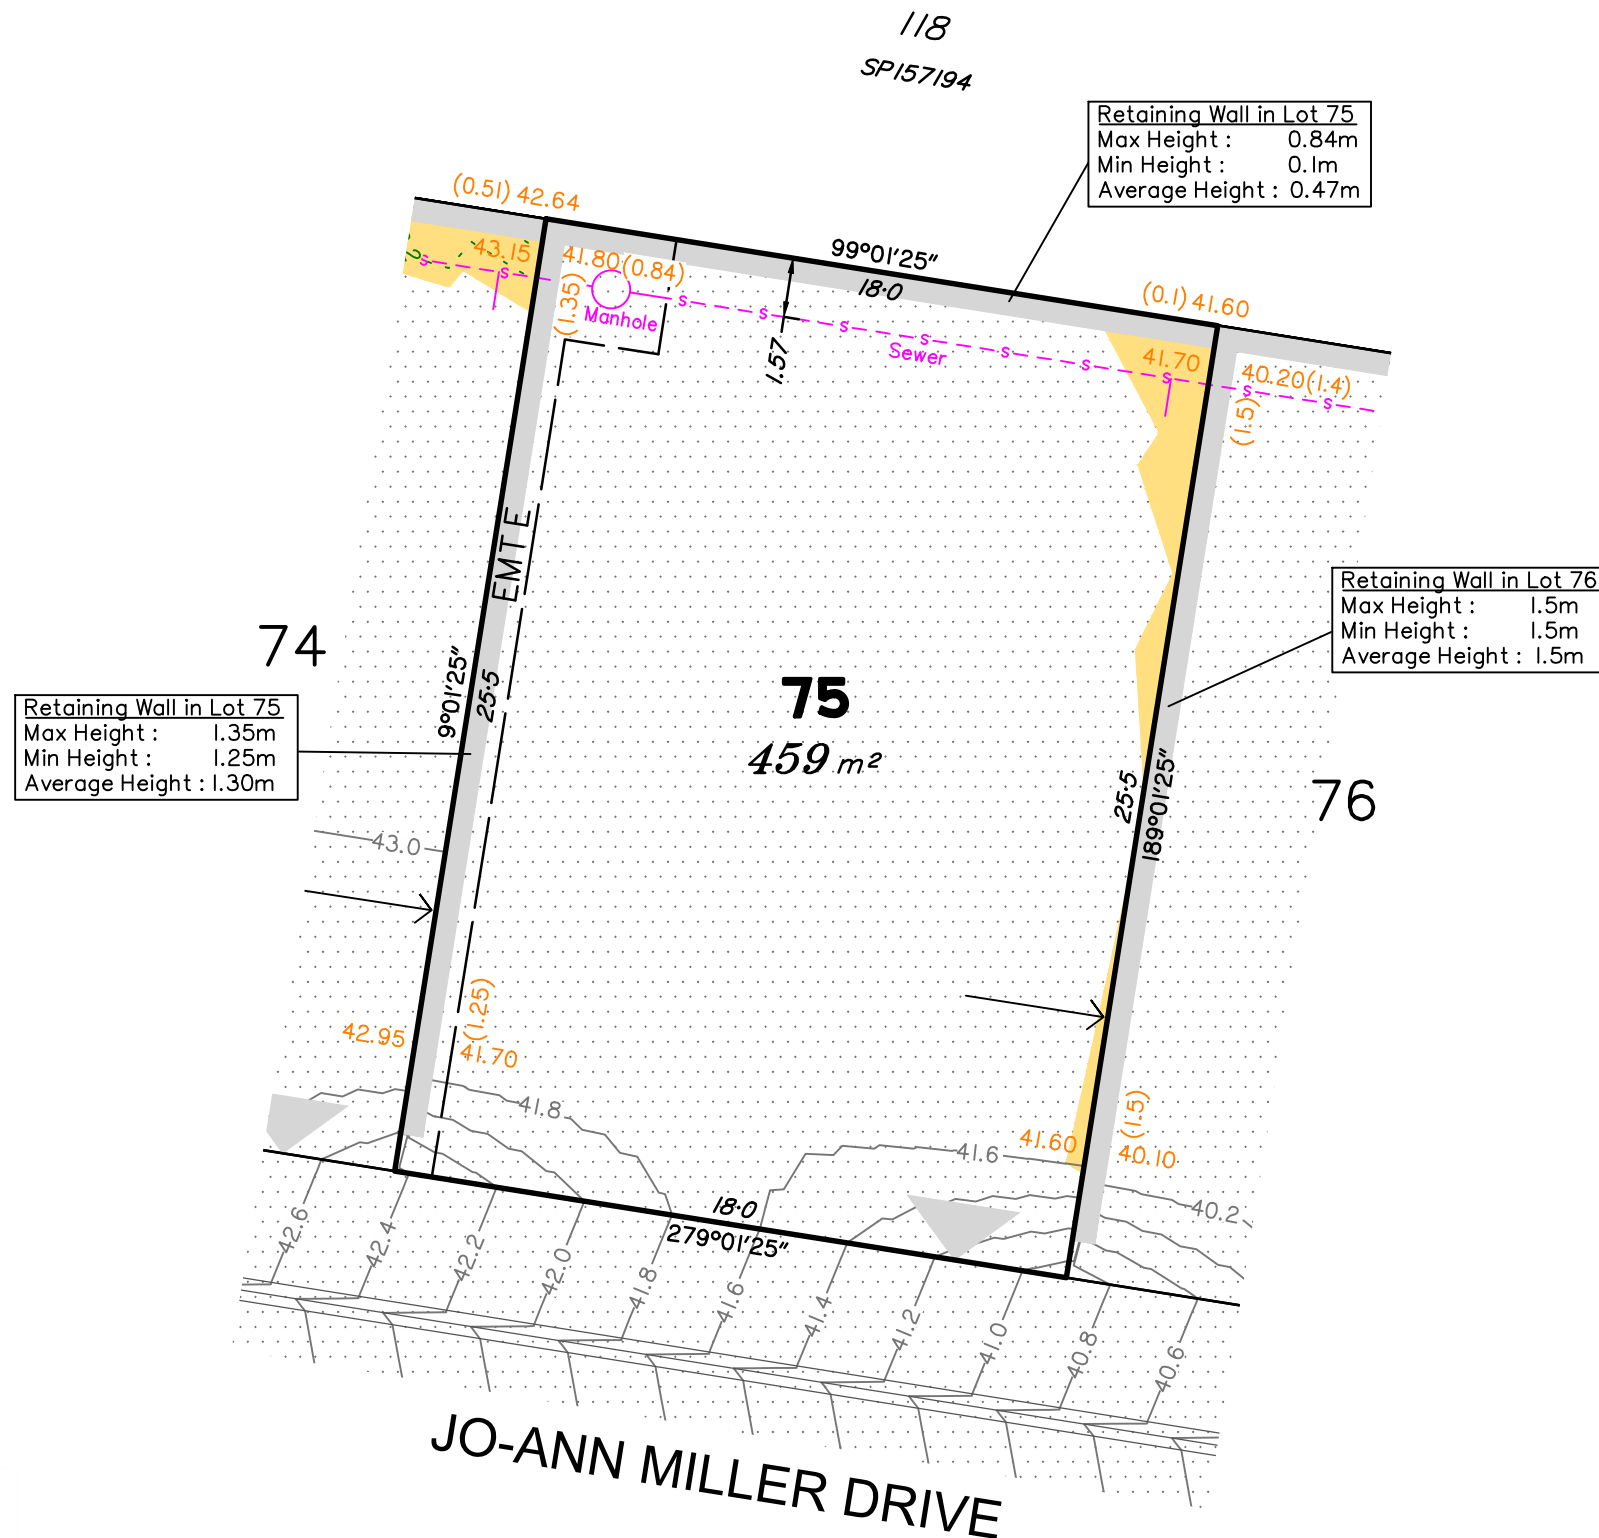 118
SP157194
Retaining Wall in Lot 75
Max Height : 0.84m
Min Height : 0.1m
Average Height : 0.47m
(0.51) 42.64
99°01'25"
18·0
(0.1) 41.60
43.15
41.80(0.84)
(1.35)
S
S
Manhole
S
S
S
S
Sewer
S
S
S
S
S
1.57
41.70
40.20(1.4)
(1.5)
EMT E
Retaining Wall in Lot 76
Max Height : 1.5m
Min Height : 1.5m
Average Height : 1.5m
74
9°01'25"
25·5
75
459 m²
Retaining Wall in Lot 75
Max Height : 1.35m
Min Height : 1.25m
Average Height : 1.30m
25·5
189°01'25"
76
43.0
42.95
(1.25)
41.70
41.8
41.60
(1.5)
40.10
41.6
40.2
18·0
279°01'25"
42.6
42.4
42.2
42.0
41.8
41.6
41.4
41.2
41.0
40.8
40.6
JO-ANN MILLER DRIVE